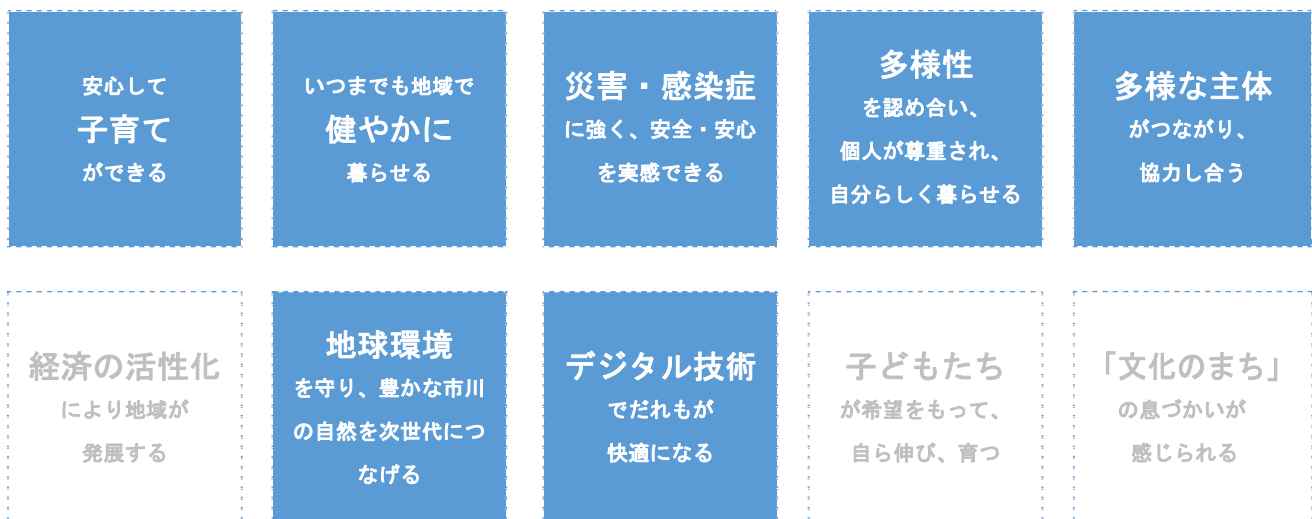 安心して
子育て
ができる
いつまでも地域で
健やかに
暮らせる
災害・感染症
に強く、安全・安心
を実感できる
多様性
を認め合い、
個人が尊重され、
自分らしく暮らせる
多様な主体
がつながり、
協力し合う
経済の活性化
により地域が
発展する
地球環境
を守り、豊かな市川
の自然を次世代につ
なげる
デジタル技術
でだれもが
快適になる
子どもたち
が希望をもって、
自ら伸び、育つ
「文化のまち」
の息づかいが
感じられる